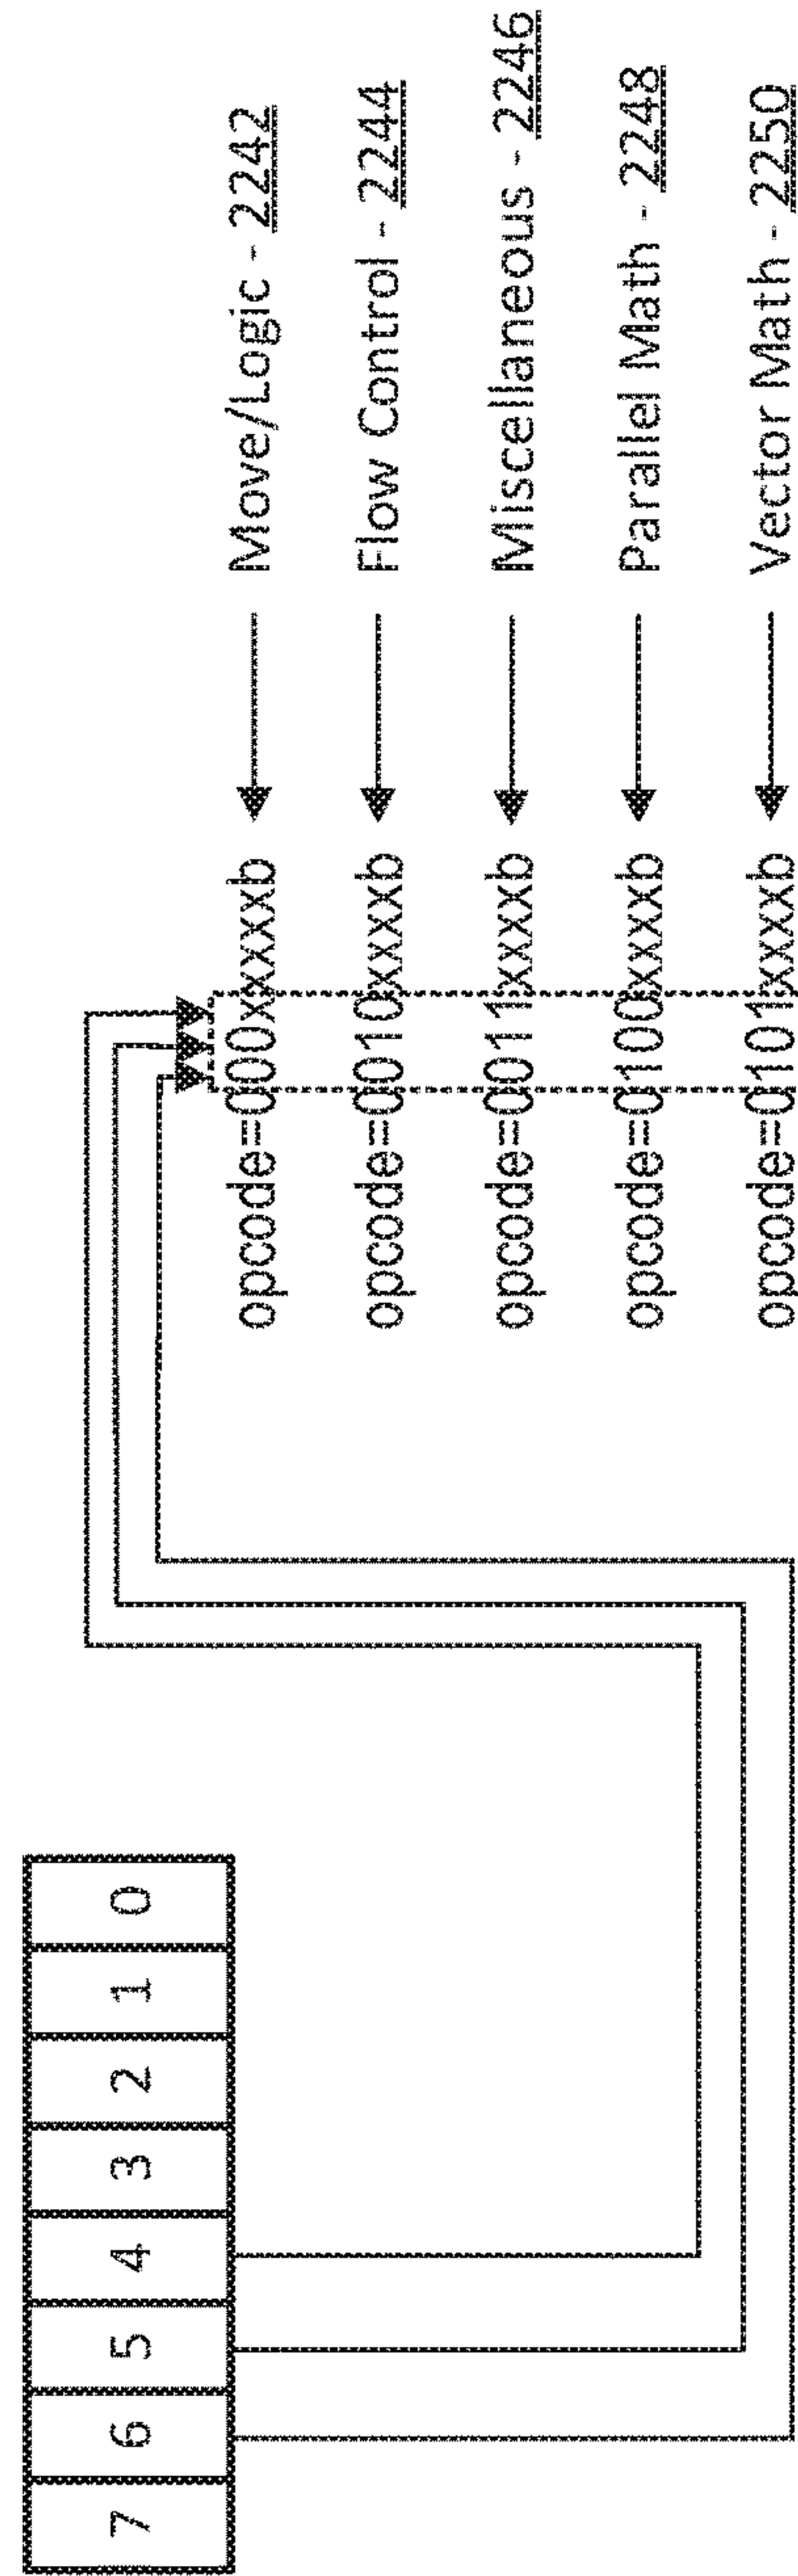 7 6 5 4 3 2 1 0
opcode=000xxxxxb Move/Logic - 2242
opcode=0010xxxxb Flow Control - 2244
opcode=0011xxxxb Miscellaneous - 2246
opcode=0100xxxxb Parallel Math - 2248
opcode=0101xxxxb Vector Math - 2250